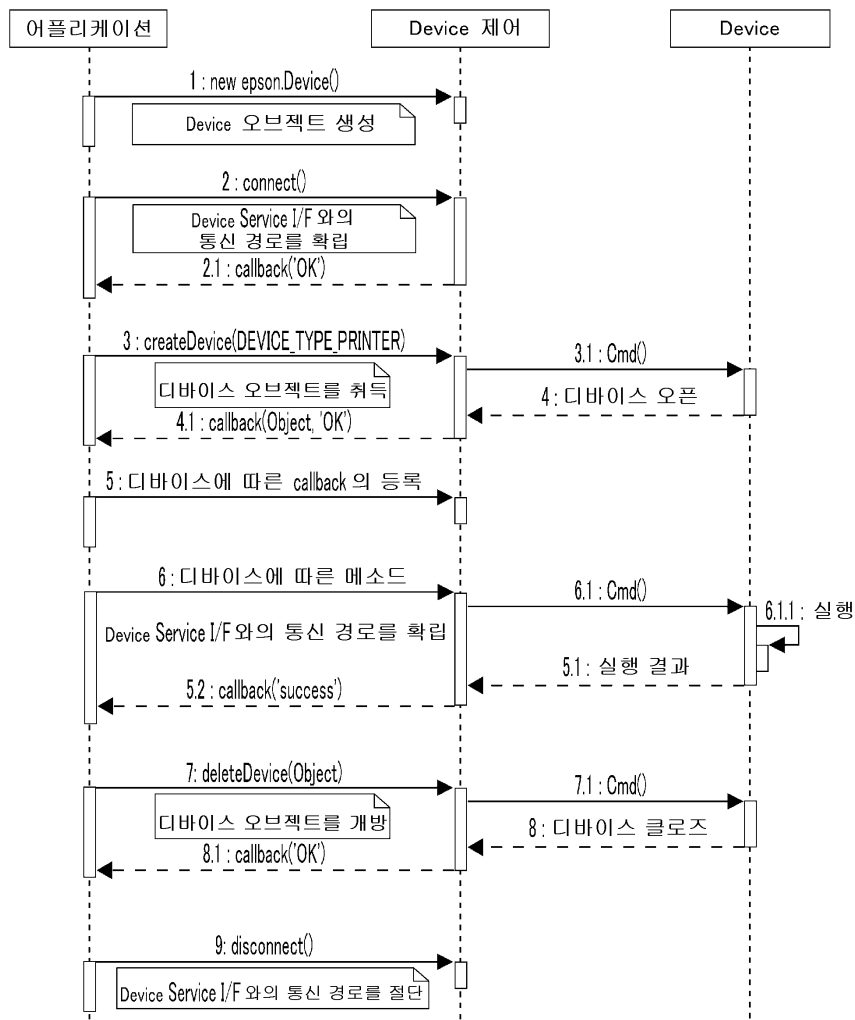 어플리케이션
Device 제어
Device
1 : new epson.Device()
Device 오브젝트 생성
2 : connect()
Device Service I/F 와의
통신 경로를 확립
2.1 : callback('OK')
3 : createDevice(DEVICE_TYPE_PRINTER)
3.1 : Cmd()
디바이스 오브젝트를 취득
4 : 디바이스 오픈
4.1 : callback(Object, 'OK')
5 : 디바이스에 따른 callback 의 등록
6 : 디바이스에 따른 메소드
6.1 : Cmd()
6.1.1 : 실행
Device Service I/F 와의 통신 경로를 확립
5.1 : 실행 결과
5.2 : callback('success')
7: deleteDevice(Object)
7.1 : Cmd()
디바이스 오브젝트를 개방
8 : 디바이스 클로즈
8.1 : callback('OK')
9: disconnect()
Device Service I/F 와의 통신 경로를 절단